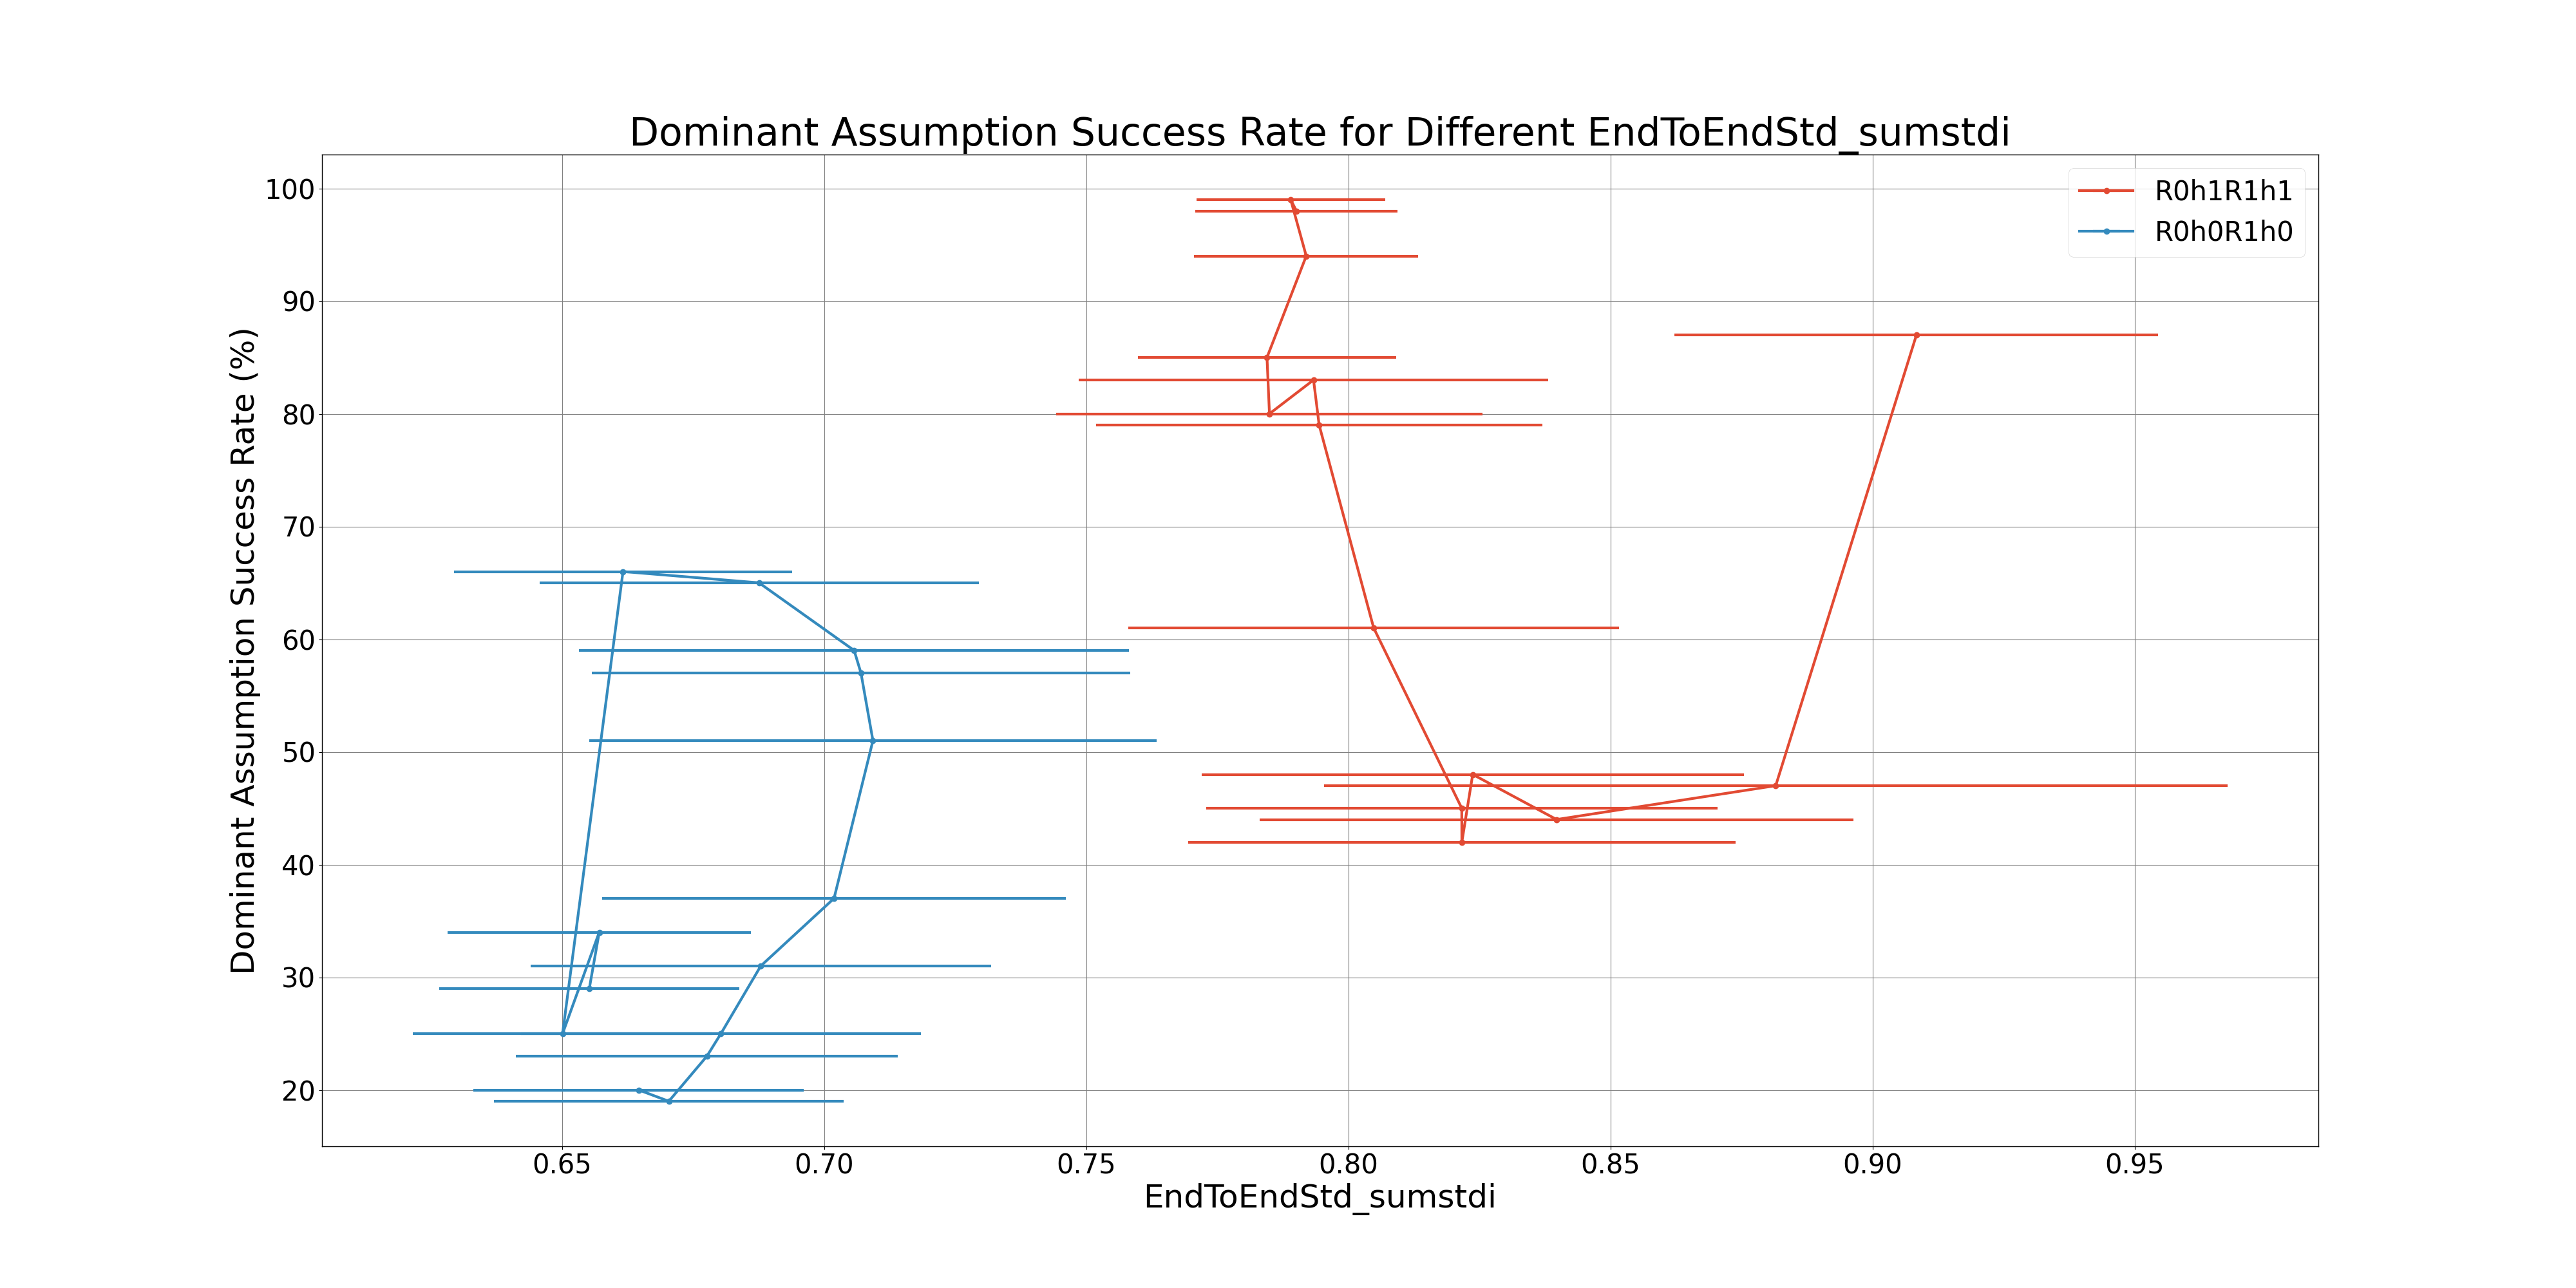 Dominant Assumption Success Rate for Different EndToEndStd_sumstdi
R0h1R1h1
R0h0R1h0
Dominant Assumption Success Rate (%)
100
90
80
70
60
50
40
30
20
0.65 0.70 0.75 0.80 0.85 0.90 0.95
EndToEndStd_sumstdi